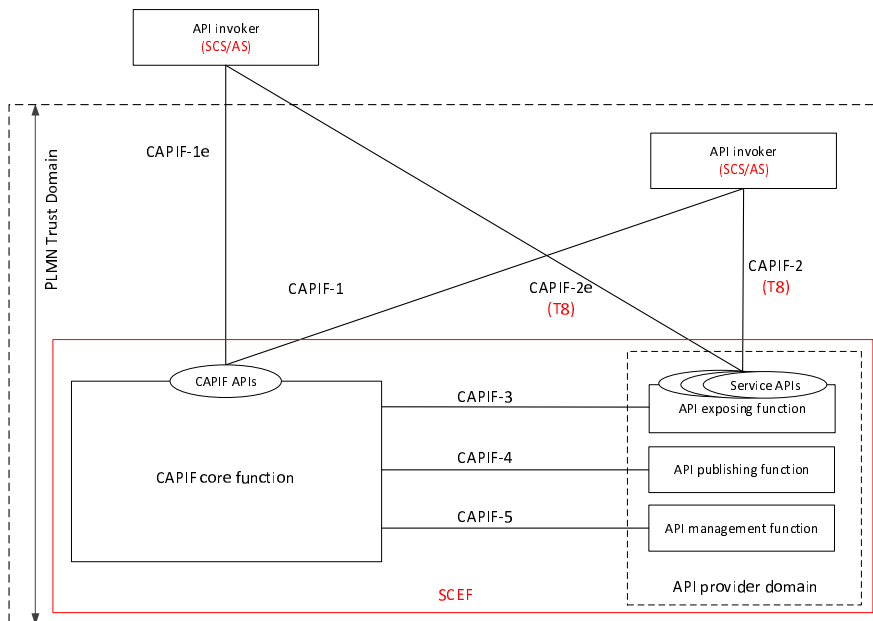 API invoker
(SCS/AS)
CAPIF-1e
API invoker
(SCS/AS)
PLMN Trust Domain
CAPIF-1
CAPIF-2e
(T8)
CAPIF-2
(T8)
CAPIF APIs
Service APIs
API exposing function
CAPIF-3
CAPIF core function
CAPIF-4
API publishing function
CAPIF-5
API management function
API provider domain
SCEF